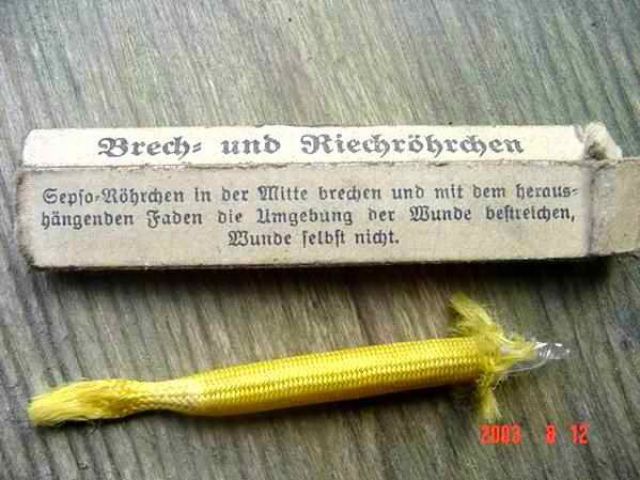 Brech- und Riechröhrchen
Sepso-Röhrchen in der Mitte brechen und mit dem heraus-
hängenden Faden die Umgebung der Wunde bestreichen,
Wunde selbst nicht.
2003 8 12